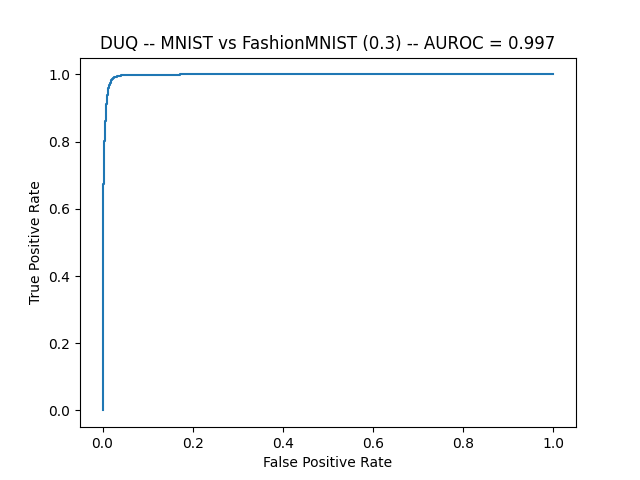 DUQ -- MNIST vs FashionMNIST (0.3) -- AUROC = 0.997
1.0
0.8
0.6
0.4
0.2
0.0
True Positive Rate
0.0 0.2 0.4 0.6 0.8 1.0
False Positive Rate